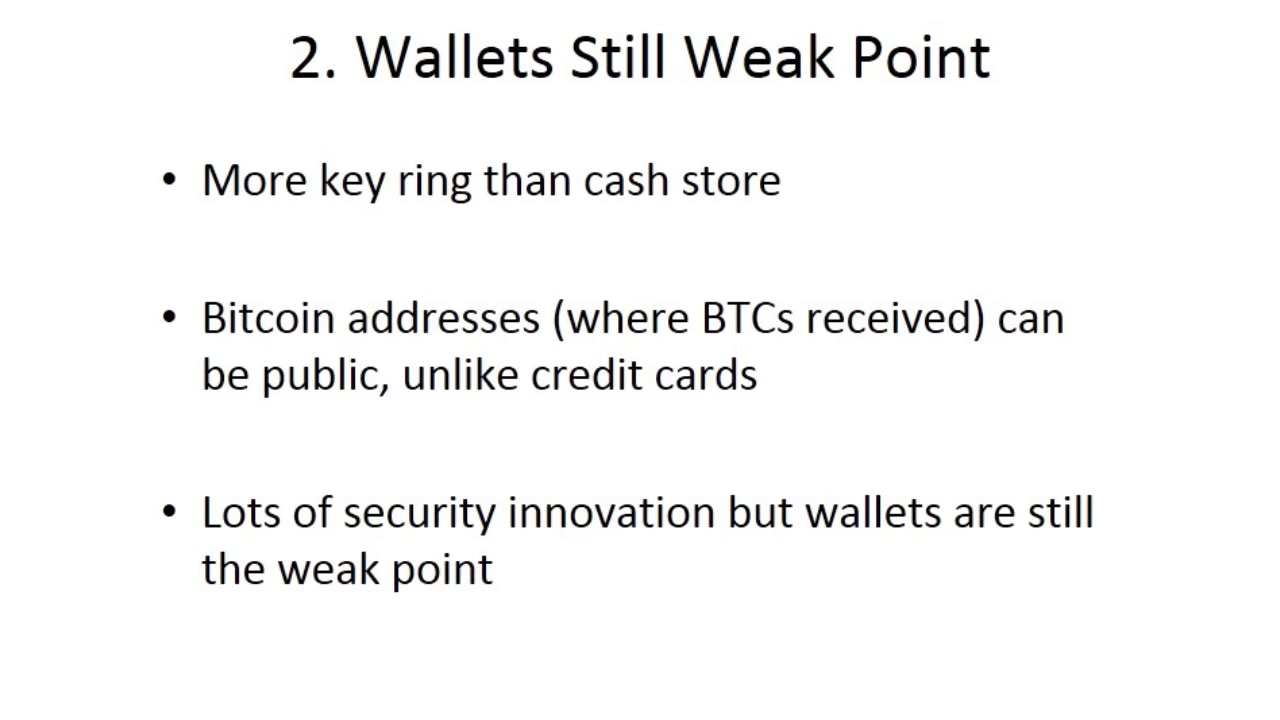 2. Wallets Still Weak Point
• More key ring than cash store
• Bitcoin addresses (where BTCs received) can
be public, unlike credit cards
• Lots of security innovation but wallets are still
the weak point